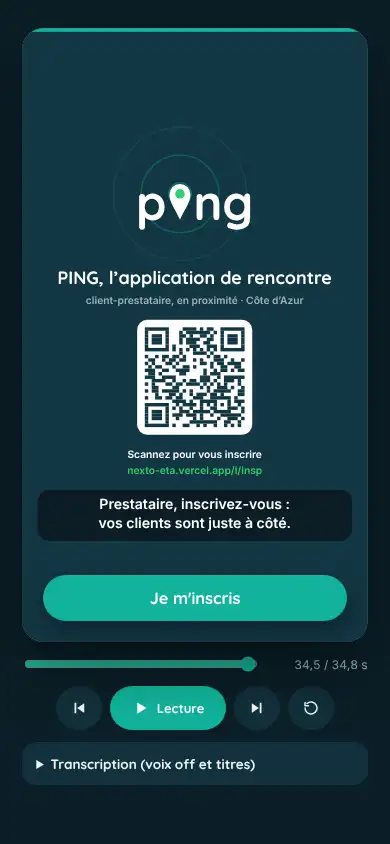 ping
PING, l’application de rencontre
client-prestataire, en proximité · Côte d’Azur
Scannez pour vous inscrire
nexto-eta.vercel.app/l/insp
Prestataire, inscrivez-vous :
vos clients sont juste à côté.
Je m'inscris
34,5 / 34,8 s
Lecture
Transcription (voix off et titres)